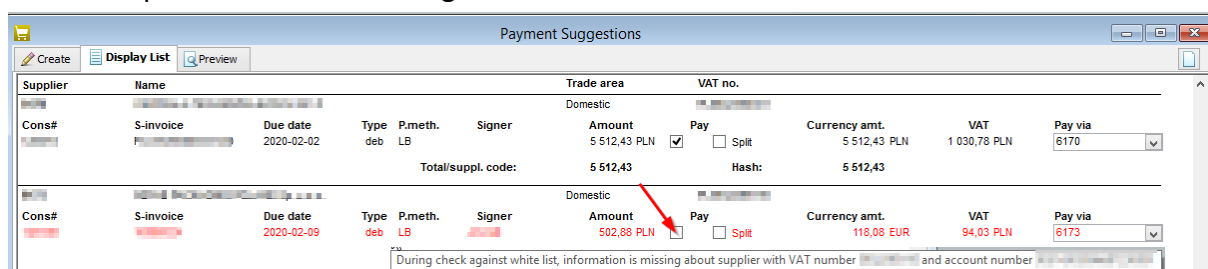 Payment Suggestions
Create Display List Preview
Supplier Name Trade area VAT no.
Domestic
Cons# S-invoice Due date Type P.meth. Signer Amount Pay Currency amt. VAT Pay via
2020-02-02 deb LB 5 512,43 PLN Split 5 512,43 PLN 1 030,78 PLN 6170
Total/suppl. code: 5 512,43 Hash: 5 512,43
Domestic
Cons# S-invoice Due date Type P.meth. Signer Amount Pay Currency amt. VAT Pay via
2020-02-09 deb LB 502,88 PLN Split 118,08 EUR 94,03 PLN 6173
During check against white list, information is missing about supplier with VAT number and account number